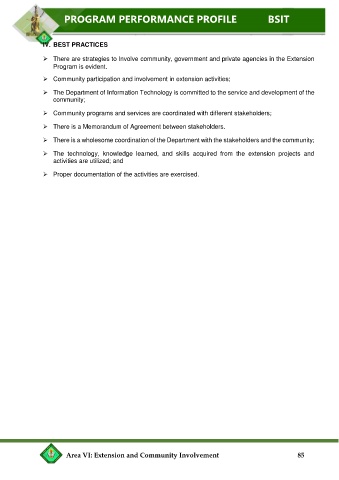 PROGRAM PERFORMANCE PROFILE BSIT
IV. BEST PRACTICES
➢ There are strategies to Involve community, government and private agencies in the Extension
Program is evident.
➢ Community participation and involvement in extension activities;
➢ The Department of Information Technology is committed to the service and development of the
community;
➢ Community programs and services are coordinated with different stakeholders;
➢ There is a Memorandum of Agreement between stakeholders.
➢ There is a wholesome coordination of the Department with the stakeholders and the community;
➢ The technology, knowledge learned, and skills acquired from the extension projects and
activities are utilized; and
➢ Proper documentation of the activities are exercised.
Area VI: Extension and Community Involvement 85